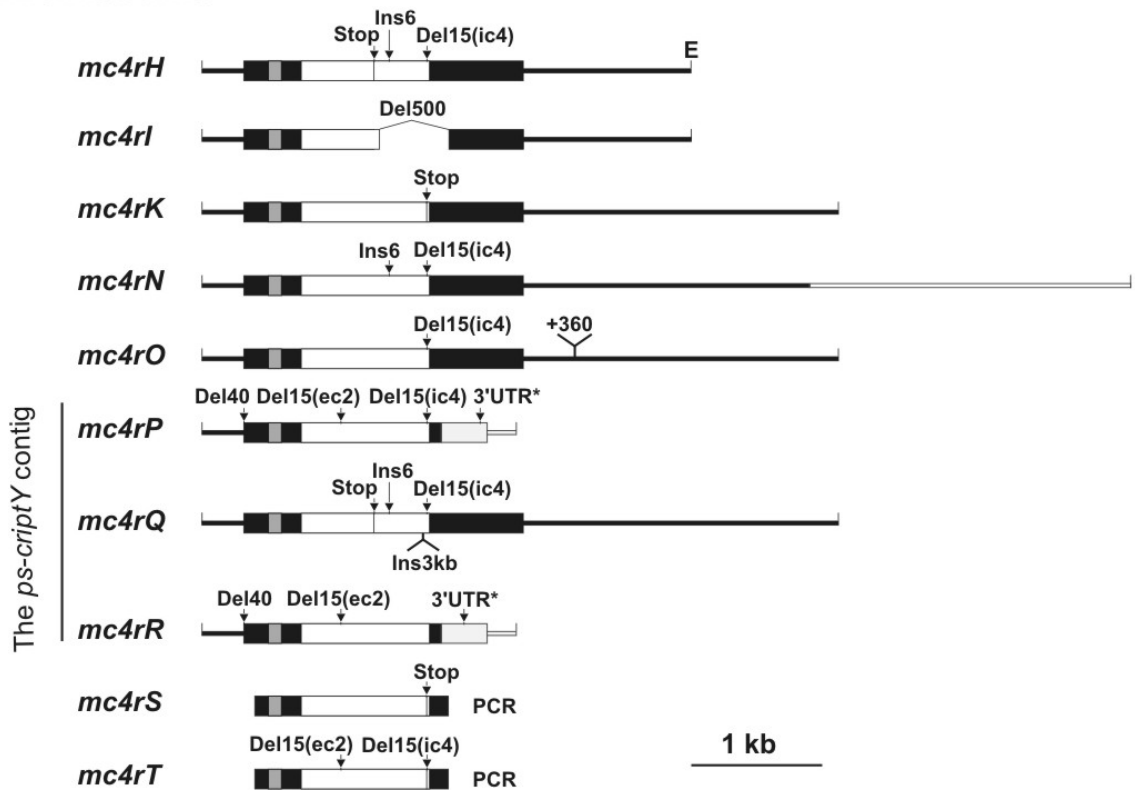 Ins6
Stop Del15(ic4)
mc4rH E
Del500
mc4rI
Stop
mc4rK
Ins6 Del15(ic4)
mc4rN
Del15(ic4) +360
mc4rO
Del40 Del15(ec2) Del15(ic4) 3'UTR*
mc4rP
Ins6
Stop Del15(ic4)
mc4rQ
Ins3kb
Del40 Del15(ec2) 3'UTR*
mc4rR
The ps-criptY contig
Stop
mc4rS PCR
Del15(ec2) Del15(ic4)
mc4rT PCR
1 kb